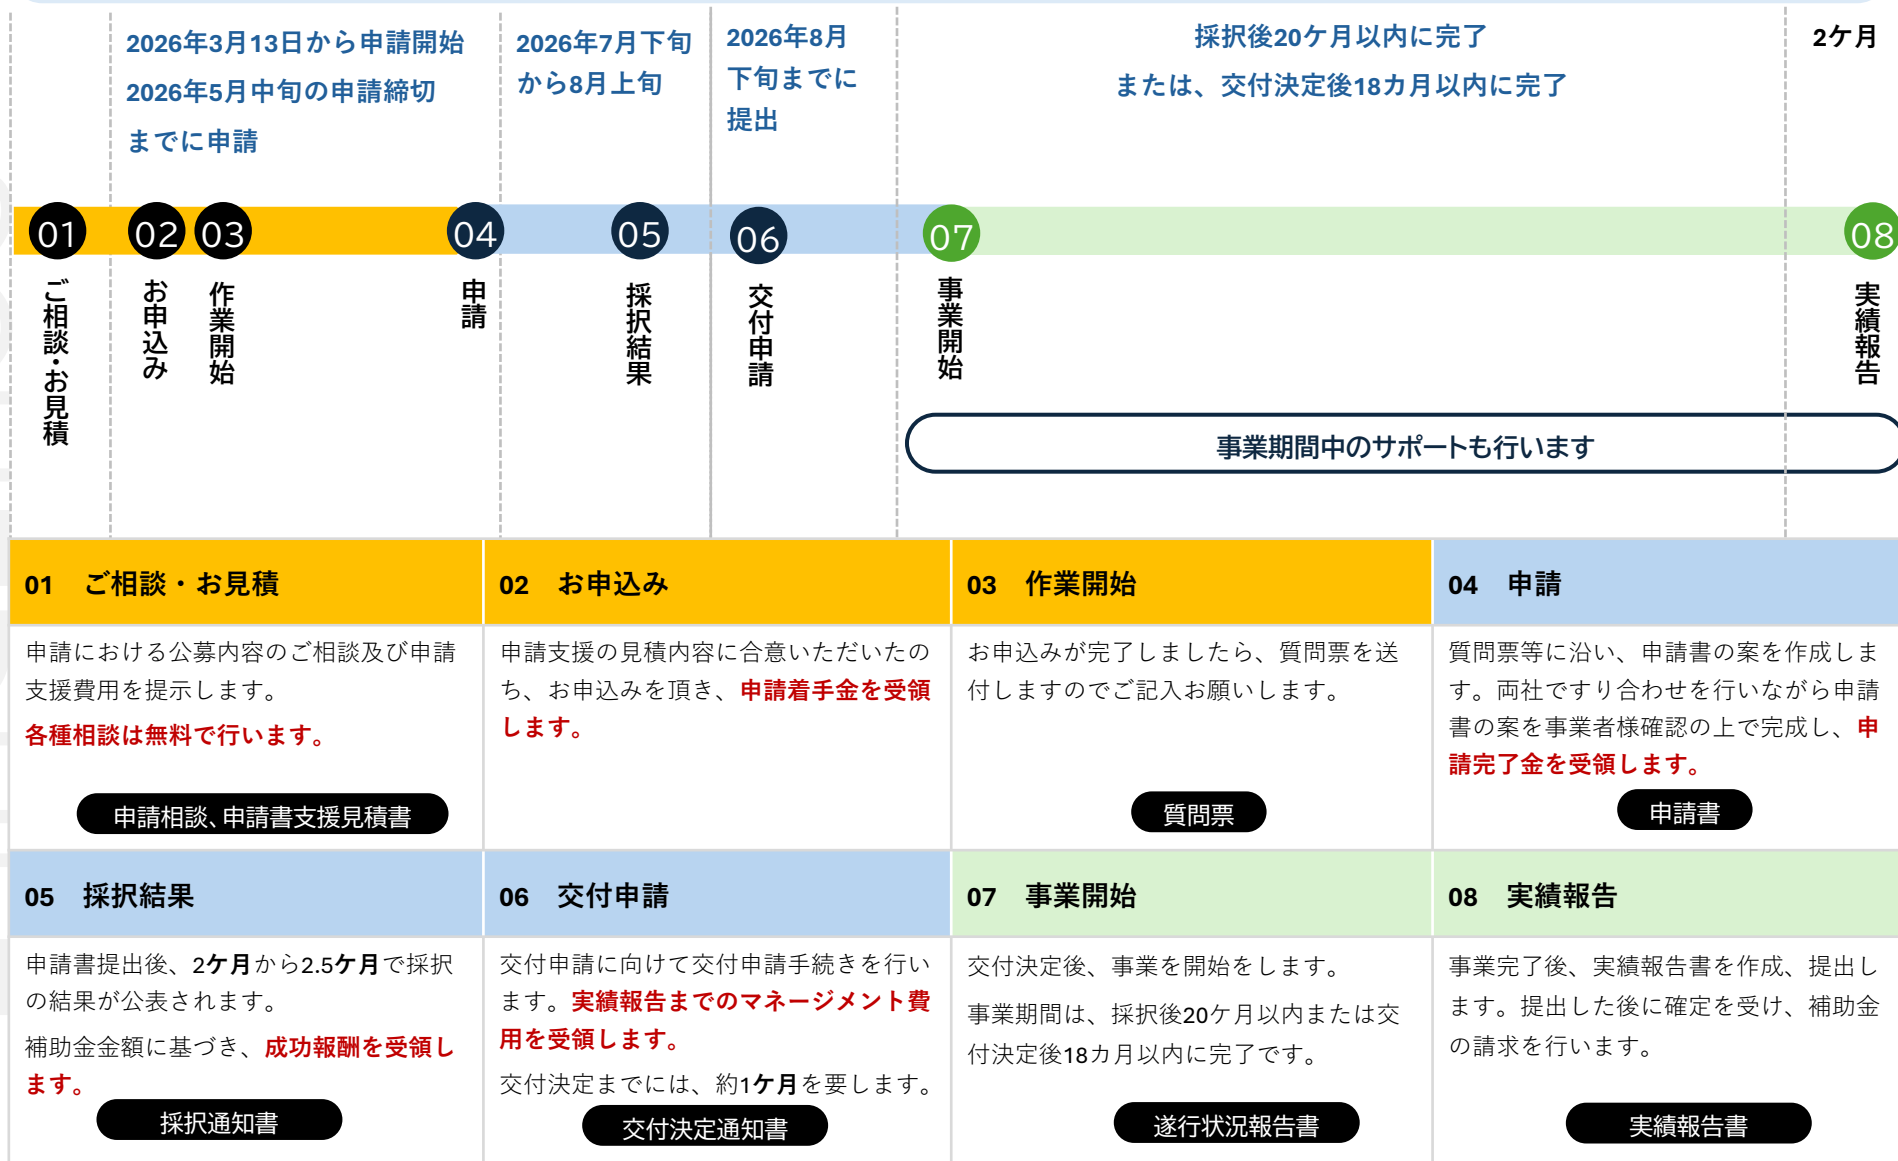 2026年3月13日から申請開始
2026年5月中旬の申請締切
までに申請
2026年7月下旬
から8月上旬
2026年8月
下旬までに
提出
採択後20ケ月以内に完了
または、交付決定後18カ月以内に完了
2ケ月
01
02
03
04
05
06
07
08
ご相談・お見積
お申込み
作業開始
申請
採択結果
交付申請
事業開始
実績報告
事業期間中のサポートも行います
01 ご相談・お見積
申請における公募内容のご相談及び申請
支援費用を提示します。
各種相談は無料で行います。
申請相談、申請書支援見積書
02 お申込み
申請支援の見積内容に合意いただいたの
ち、お申込みを頂き、申請着手金を受領
します。
03 作業開始
お申込みが完了しましたら、質問票を送
付しますのでご記入お願いします。
質問票
04 申請
質問票等に沿い、申請書の案を作成しま
す。両社ですり合わせを行いながら申請
書の案を事業者様確認の上で完成し、申
請完了金を受領します。
申請書
05 採択結果
申請書提出後、2ケ月から2.5ケ月で採択
の結果が公表されます。
補助金金額に基づき、成功報酬を受領し
ます。
採択通知書
06 交付申請
交付申請に向けて交付申請手続きを行い
ます。実績報告までのマネージメント費
用を受領します。
交付決定までには、約1ケ月を要します。
交付決定通知書
07 事業開始
交付決定後、事業を開始をします。
事業期間は、採択後20ケ月以内または交
付決定後18カ月以内に完了です。
遂行状況報告書
08 実績報告
事業完了後、実績報告書を作成、提出し
ます。提出した後に確定を受け、補助金
の請求を行います。
実績報告書